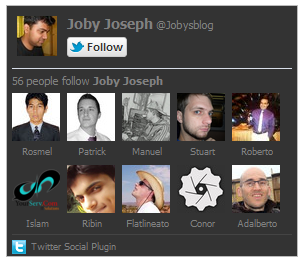 Joby Joseph @Jobysblog
Follow
56 people follow Joby Joseph
Rosmel Patrick Manuel Stuart Roberto
Islam Ribin Flatlineato Conor Adalberto
Twitter Social Plugin